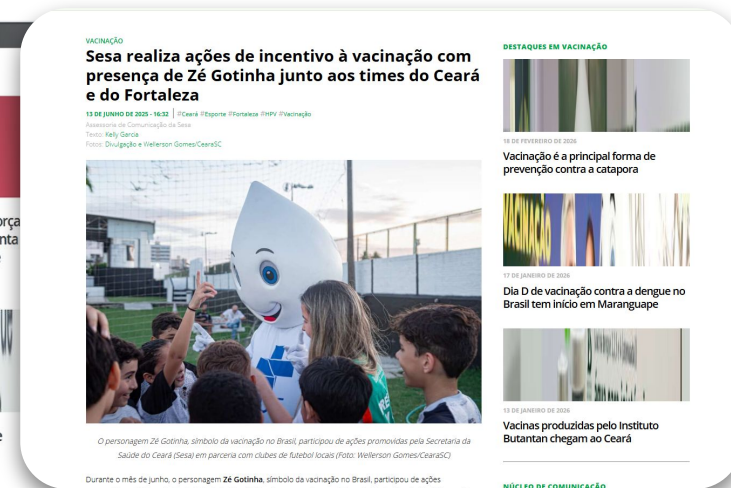 VACINAÇÃO
Sesa realiza ações de incentivo à vacinação com
presença de Zé Gotinha junto aos times do Ceará
e do Fortaleza
13 DE JUNHO DE 2025 - 16:32 #Ceará #Esporte #Fortaleza #HPV #Vacinação
Assessoria de Comunicação da Sesa
Texto: Kelly Garcia
Fotos: Divulgação e Wellerson Gomes/CearaSC
O personagem Zé Gotinha, símbolo da vacinação no Brasil, participou de ações promovidas pela Secretaria da
Saúde do Ceará (Sesa) em parceria com clubes de futebol locais (Foto: Wellerson Gomes/CearaSC)
Durante o mês de junho, o personagem Zé Gotinha, símbolo da vacinação no Brasil, participou de ações
DESTAQUES EM VACINAÇÃO
18 DE FEVEREIRO DE 2026
Vacinação é a principal forma de
prevenção contra a catapora
VACINAÇÃO
17 DE JANEIRO DE 2026
Dia D de vacinação contra a dengue no
Brasil tem início em Maranguape
13 DE JANEIRO DE 2026
Vacinas produzidas pelo Instituto
Butantan chegam ao Ceará
NÚCLEO DE COMUNICAÇÃO